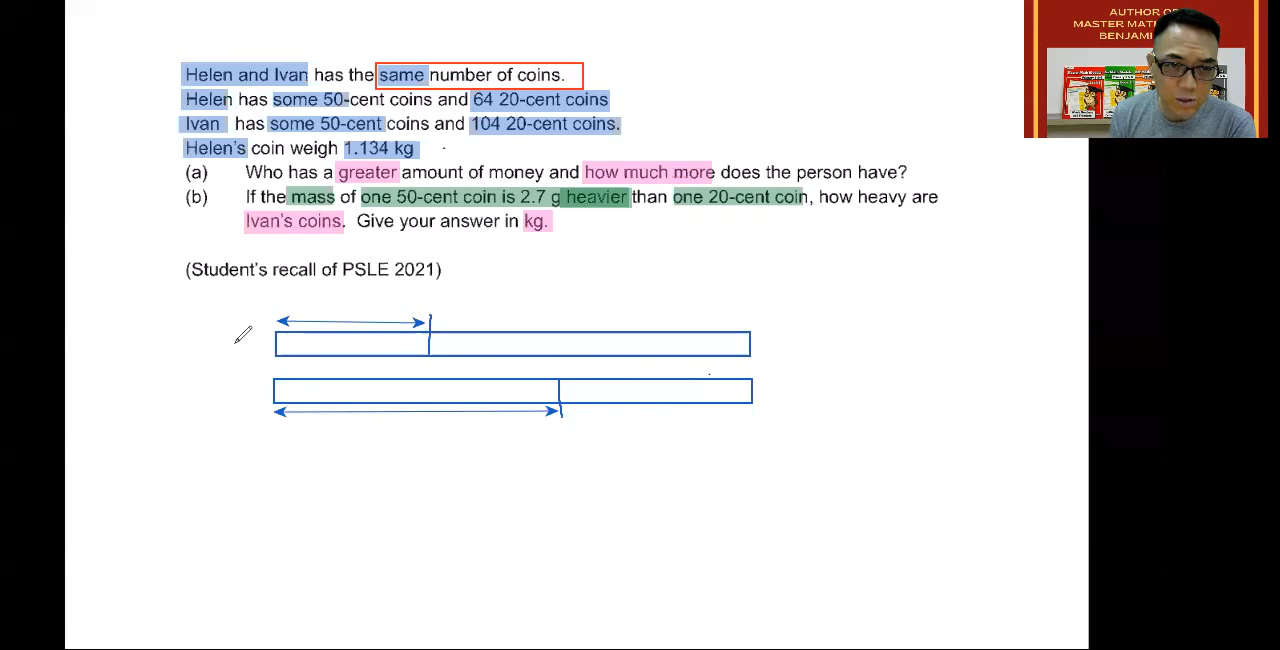 AUTHOR OF
MASTER MAT
BENJAMI
Helen and Ivan has the same number of coins.
Helen has some 50-cent coins and 64 20-cent coins
Ivan has some 50-cent coins and 104 20-cent coins.
Helen's coin weigh 1.134 kg
(a) Who has a greater amount of money and how much more does the person have?
(b) If the mass of one 50-cent coin is 2.7 g heavier than one 20-cent coin, how heavy are
Ivan's coins. Give your answer in kg.
(Student's recall of PSLE 2021)